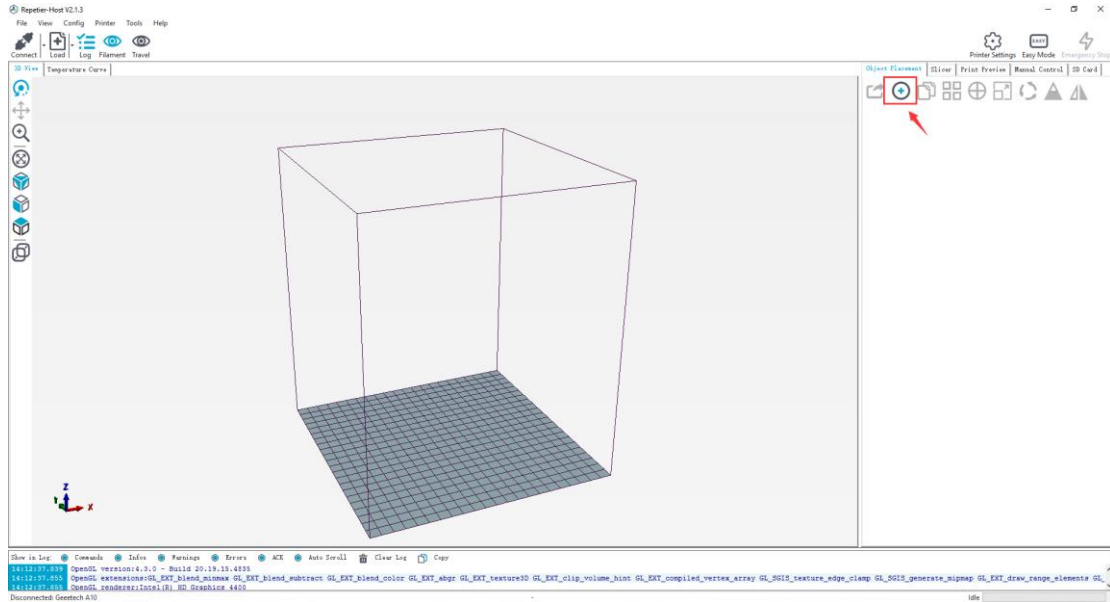 Repetier-Host V2.1.3
File View Config Printer Tools Help
Connect Load Log Filament Travel
Printer Settings Easy Mode Emergency Stop
EASY
3D View Temperature Curve
Object Placement Slicer Print Preview Manual Control SD Card
Z
Y
X
Show in Log: Commands Infos Warnings Errors ACK Auto Scroll Clear Log Copy
14:12:37.839 OpenGL version:4.3.0 - Build 20.19.15.4835
14:12:37.855 OpenGL extensions:GL_EXT_blend_minmax GL_EXT_blend_subtract GL_EXT_blend_color GL_EXT_abgr GL_EXT_texture3D GL_EXT_clip_volume_hint GL_EXT_compiled_vertex_array GL_SGIS_texture_edge_clamp GL_SGIS_generate_mipmap GL_EXT_draw_range_elements GL_
14:12:37.855 OpenGL renderer:Intel(R) HD Graphics 4400
Disconnected: Geeetech A10 - Idle